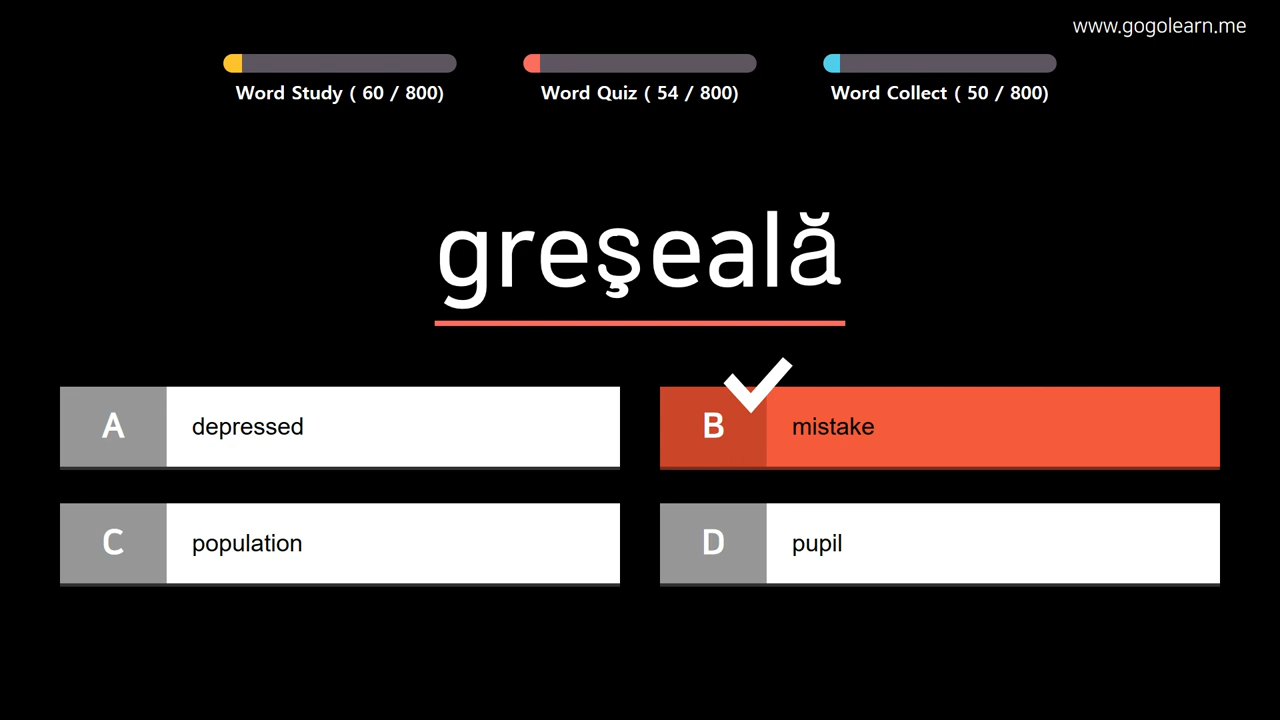 www.gogolearn.me
Word Study ( 60 / 800)
Word Quiz ( 54 / 800)
Word Collect ( 50 / 800)
greşeală
A depressed
B mistake
C population
D pupil